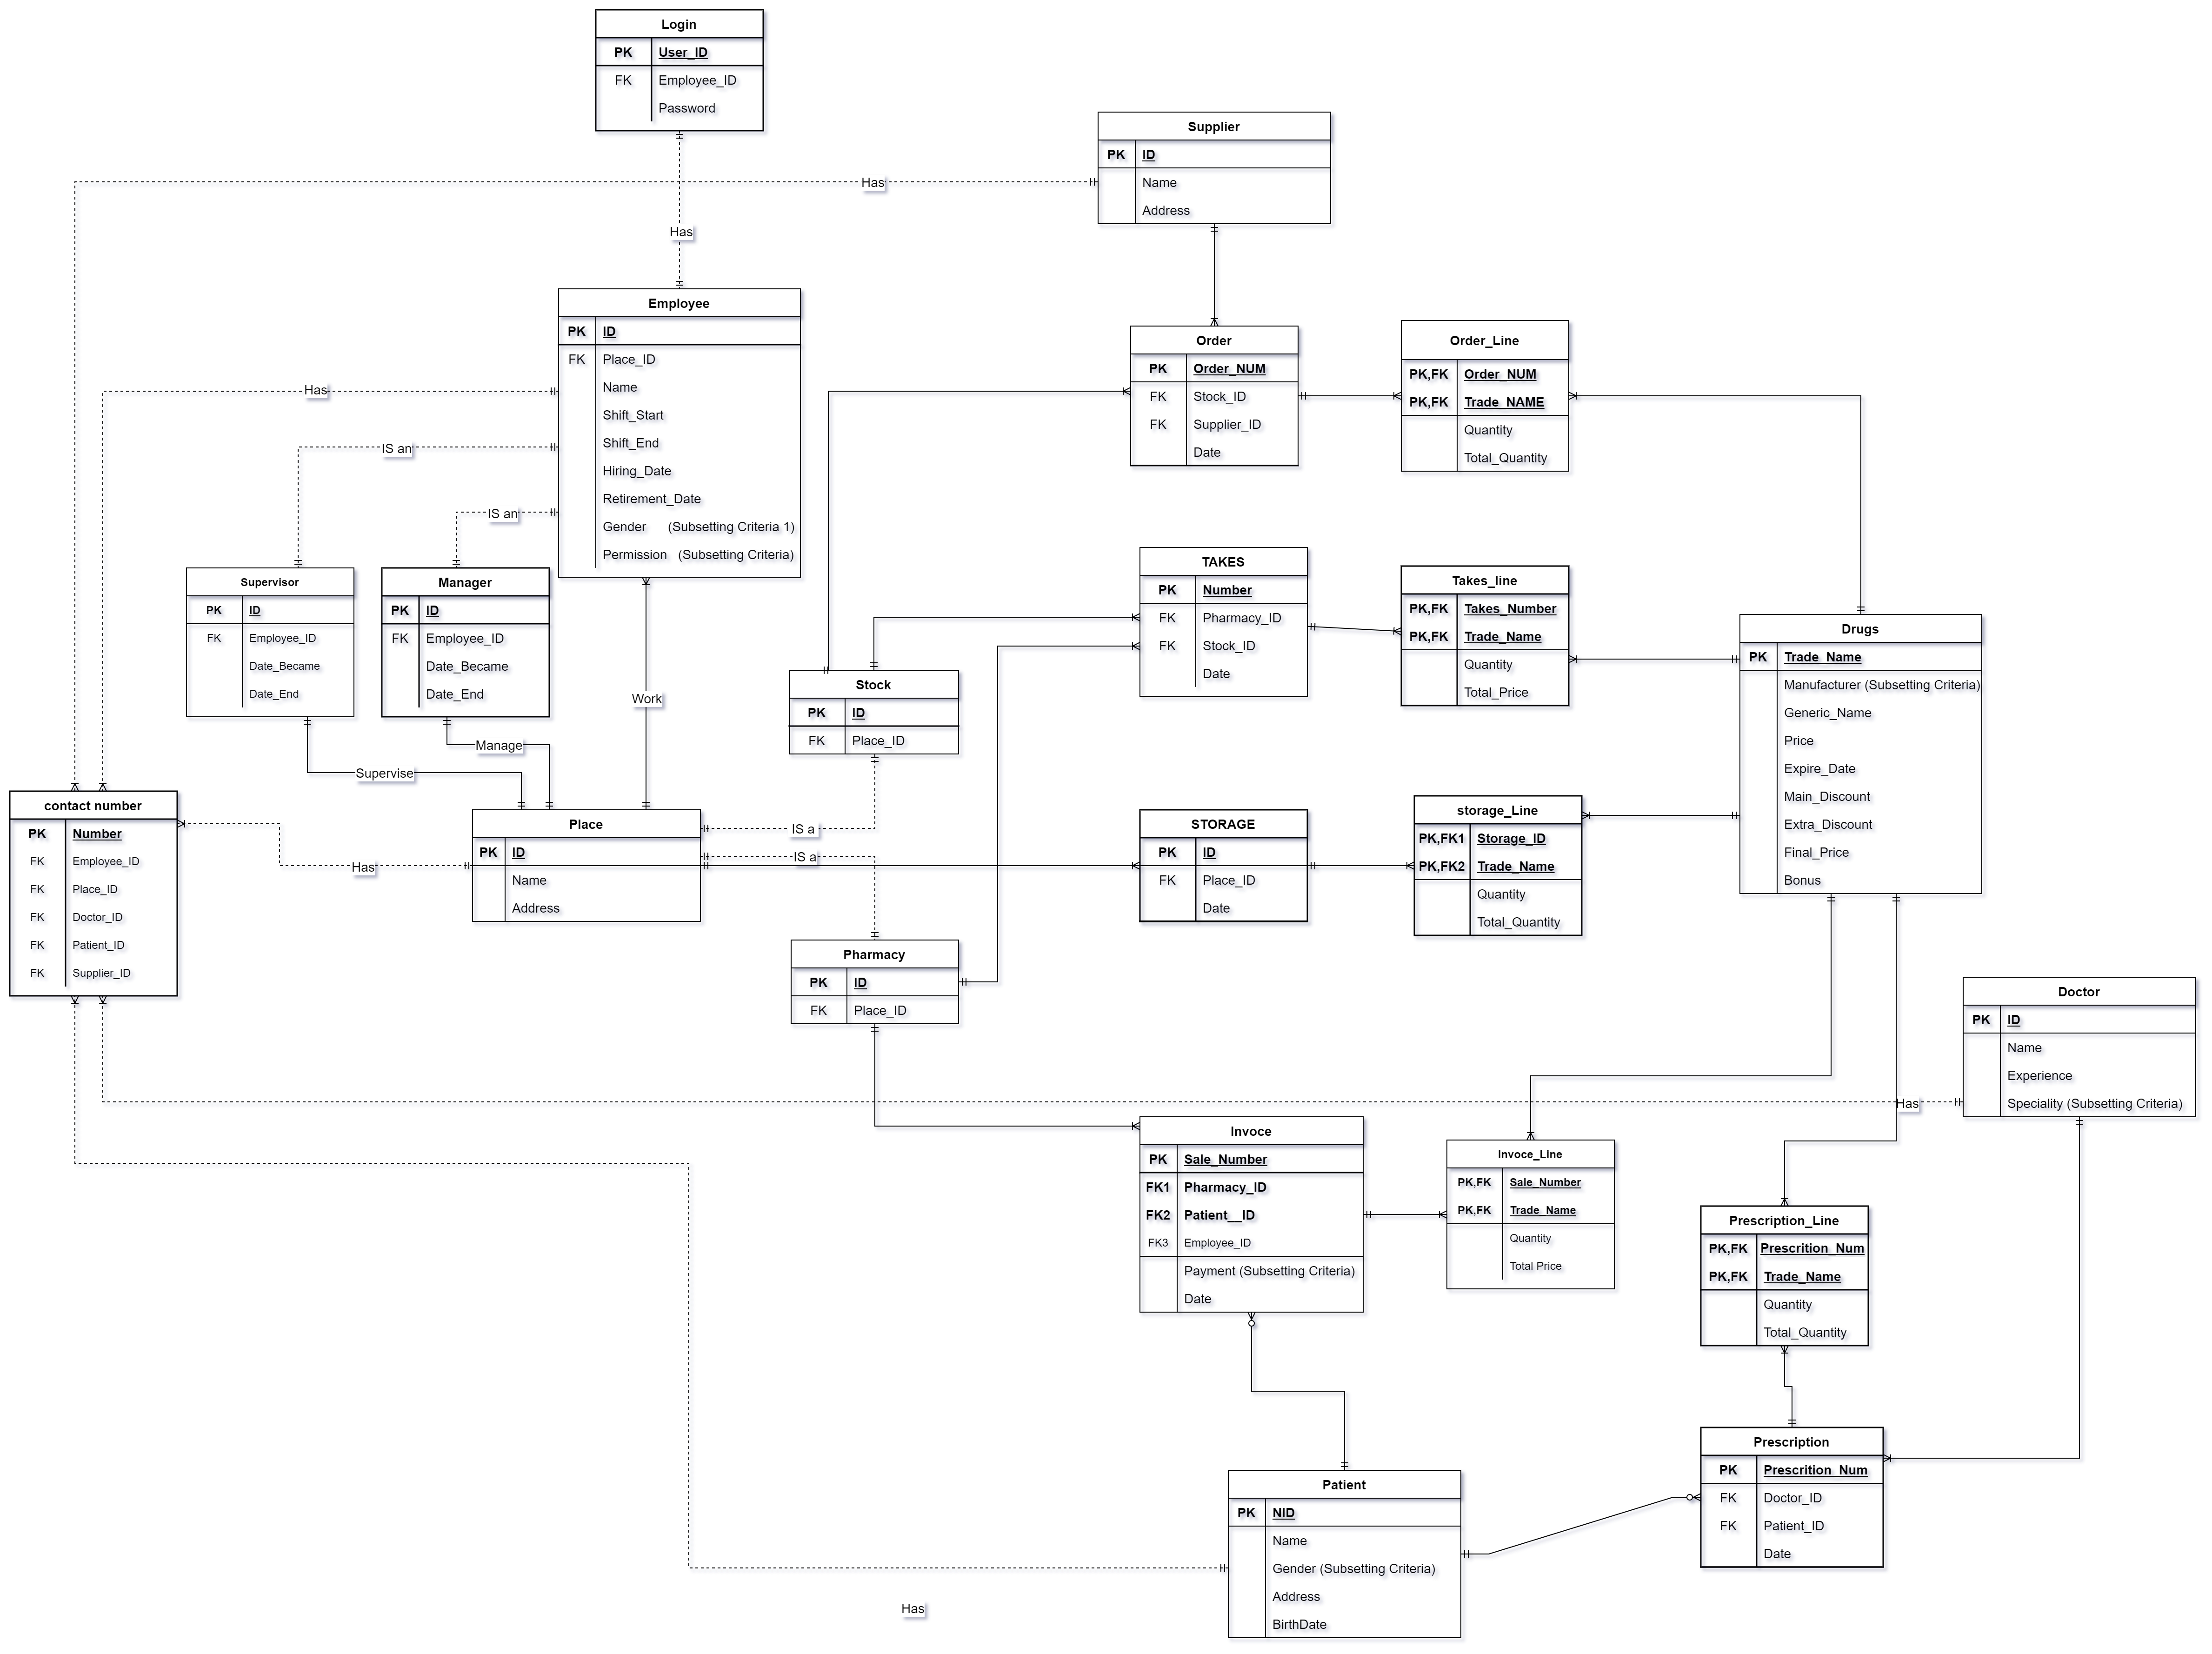 Login
PK User_ID
FK Employee_ID
Password
Supplier
PK ID
Name
Address
Has
Has
Employee
PK ID
FK Place_ID
Name
Shift_Start
Shift_End
Hiring_Date
Retirement_Date
Gender (Subsetting Criteria 1)
Permission (Subsetting Criteria)
Has
IS an
IS an
Order
PK Order_NUM
FK Stock_ID
FK Supplier_ID
Date
Order_Line
PK,FK Order_NUM
PK,FK Trade_NAME
Quantity
Total_Quantity
Supervisor
PK ID
FK Employee_ID
Date_Became
Date_End
Manager
PK ID
FK Employee_ID
Date_Became
Date_End
TAKES
PK Number
FK Pharmacy_ID
FK Stock_ID
Date
Takes_line
PK,FK Takes_Number
PK,FK Trade_Name
Quantity
Total_Price
Drugs
PK Trade_Name
Manufacturer (Subsetting Criteria)
Generic_Name
Price
Expire_Date
Main_Discount
Extra_Discount
Final_Price
Bonus
Stock
PK ID
FK Place_ID
Work
Manage
Supervise
contact number
PK Number
FK Employee_ID
FK Place_ID
FK Doctor_ID
FK Patient_ID
FK Supplier_ID
Has
Place
PK ID
Name
Address
IS a
IS a
STORAGE
PK ID
FK Place_ID
Date
storage_Line
PK,FK1 Storage_ID
PK,FK2 Trade_Name
Quantity
Total_Quantity
Pharmacy
PK ID
FK Place_ID
Doctor
PK ID
Name
Experience
Speciality (Subsetting Criteria)
Has
Invoce
PK Sale_Number
FK1 Pharmacy_ID
FK2 Patient__ID
FK3 Employee_ID
Payment (Subsetting Criteria)
Date
Invoce_Line
PK,FK Sale_Number
PK,FK Trade_Name
Quantity
Total Price
Prescription_Line
PK,FK Prescrition_Num
PK,FK Trade_Name
Quantity
Total_Quantity
Prescription
PK Prescrition_Num
FK Doctor_ID
FK Patient_ID
Date
Patient
PK NID
Name
Gender (Subsetting Criteria)
Address
BirthDate
Has